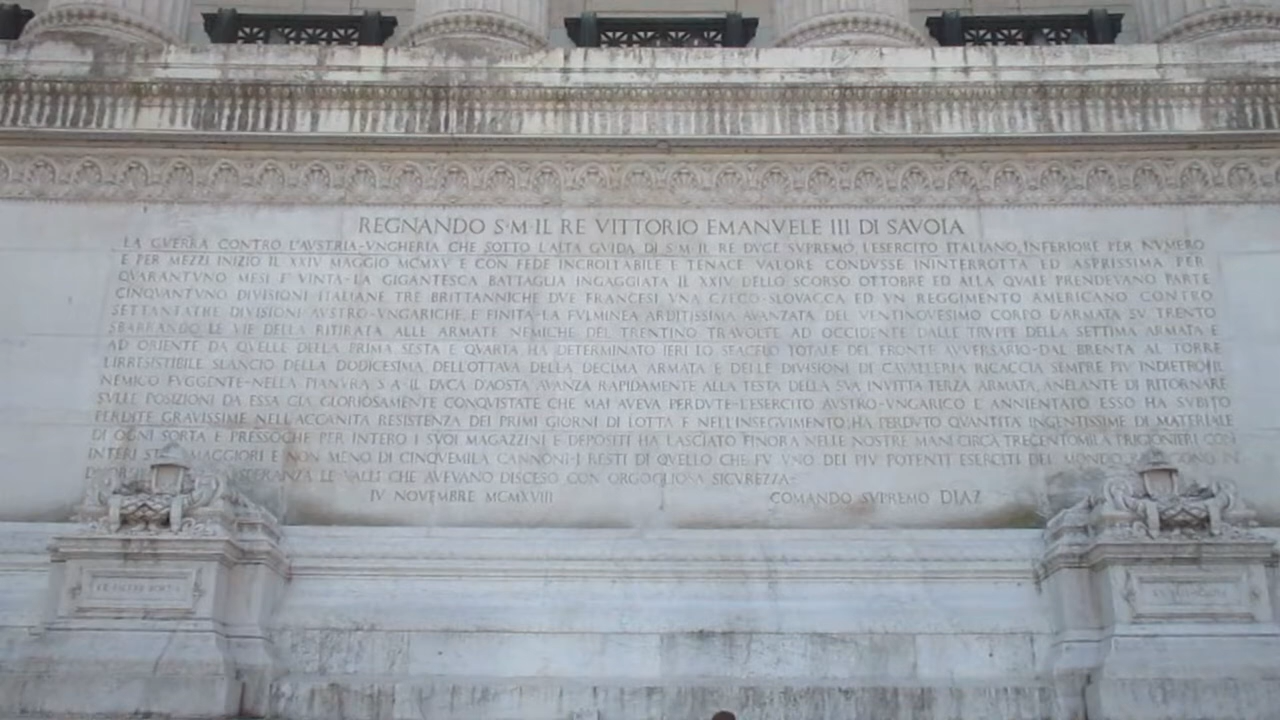 REGNANDO S·M·IL RE VITTORIO EMANVELE III DI SAVOIA
LA GVERRA CONTRO L'AVSTRIA-VNGHERIA CHE SOTTO L'ALTA GVIDA DI S·M·IL RE DVCE SVPREMO, L'ESERCITO ITALIANO, INFERIORE PER NVMERO
E PER MEZZI INIZIO IL XXIV MAGGIO MCMXV E CON FEDE INCROLLABILE E TENACE VALORE CONDVSSE ININTERROTTA ED ASPRISSIMA PER
QVARANTVNO MESI E' VINTA-LA GIGANTESCA BATTAGLIA INGAGGIATA IL XXIV DELLO SCORSO OTTOBRE ED ALLA QVALE PRENDEVANO PARTE
CINQVANTVNO DIVISIONI ITALIANE TRE BRITTANNICHE DVE FRANCESI VNA CZECO-SLOVACCA ED VN REGGIMENTO AMERICANO CONTRO
SETTANTATRE DIVISIONI AVSTRO-VNGARICHE, E' FINITA-LA FVLMINEA ARDITISSIMA AVANZATA DEL VENTINOVESIMO CORPO D'ARMATA SV TRENTO
SBARRANDO LE VIE DELLA RITIRATA ALLE ARMATE NEMICHE DEL TRENTINO TRAVOLTE AD OCCIDENTE DALLE TRVPPE DELLA SETTIMA ARMATA E
AD ORIENTE DA QVELLE DELLA PRIMA SESTA E QVARTA HA DETERMINATO IERI LO SFACELO TOTALE DEL FRONTE AVVERSARIO-DAL BRENTA AL TORRE
L'IRRESISTIBILE SLANCIO DELLA DODICESIMA DELL'OTTAVA DELLA DECIMA ARMATA E DELLE DIVISIONI DI CAVALLERIA RICACCIA SEMPRE PIV INDIETRO IL
NEMICO FVGGENTE-NELLA PIANVRA S·A·IL DVCA D'AOSTA AVANZA RAPIDAMENTE ALLA TESTA DELLA SVA INVITTA TERZA ARMATA, ANELANTE DI RITORNARE
SVLLE POSIZIONI DA ESSA GIA GLORIOSAMENTE CONQVISTATE CHE MAI AVEVA PERDVTE-L'ESERCITO AVSTRO-VNGARICO E ANNIENTATO ESSO HA SVBITO
PERDITE GRAVISSIME NELL'ACCANITA RESISTENZA DEI PRIMI GIORNI DI LOTTA E NELL'INSEGVIMENTO, HA PERDVTO QVANTITA INGENTISSIME DI MATERIALE
DI OGNI SORTA E PRESSOCHE PER INTERO I SVOI MAGAZZINI E DEPOSITI HA LASCIATO FINORA NELLE NOSTRE MANI CIRCA TRECENTOMILA PRIGIONIERI CON
INTERI MAGGIORI E NON MENO DI CINQVEMILA CANNONI-I RESTI DI QVELLO CHE FV VNO DEI PIV POTENTI ESERCITI DEL MONDO
SPERANZA LE VALLI CHE AVEVANO DISCESO CON ORGOGLIOSA SICVREZZA-
IV NOVEMBRE MCMXVIII COMANDO SVPREMO DIAZ